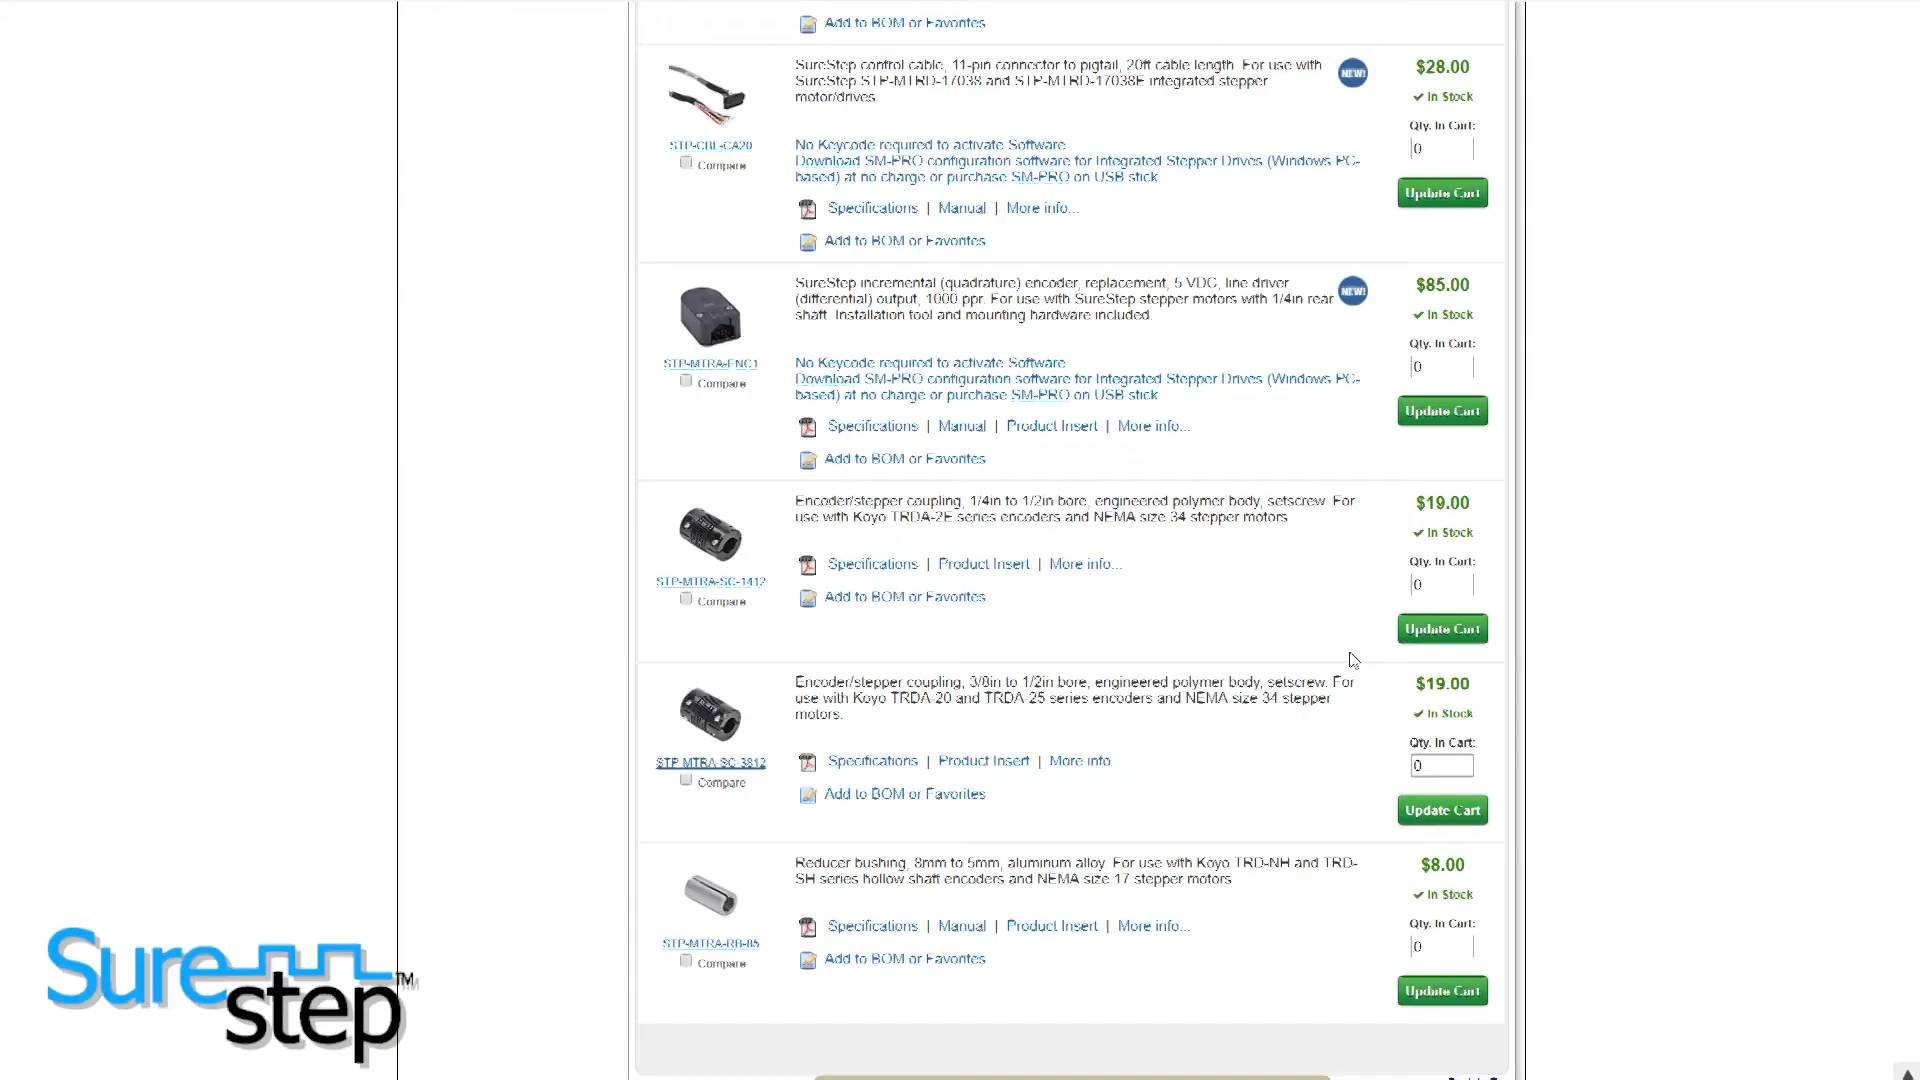 Add to BOM or Favorites
SureStep control cable, 11-pin connector to pigtail, 20ft cable length. For use with
SureStep STP-MTRD-17038 and STP-MTRD-17038E integrated stepper
motor/drives
NEW!
$28.00
In Stock
Qty. In Cart:
0
STP-CBL-CA20
Compare
No Keycode required to activate Software
Download SM-PRO configuration software for Integrated Stepper Drives (Windows PC-
based) at no charge or purchase SM-PRO on USB stick
Update Cart
Specifications | Manual | More info...
Add to BOM or Favorites
SureStep incremental (quadrature) encoder, replacement, 5 VDC, line driver
(differential) output, 1000 ppr. For use with SureStep stepper motors with 1/4in rear
shaft. Installation tool and mounting hardware included.
NEW!
$85.00
In Stock
Qty. In Cart:
0
STP-MTRA-ENC1
Compare
No Keycode required to activate Software
Download SM-PRO configuration software for Integrated Stepper Drives (Windows PC-
based) at no charge or purchase SM-PRO on USB stick
Update Cart
Specifications | Manual | Product Insert | More info...
Add to BOM or Favorites
Encoder/stepper coupling, 1/4in to 1/2in bore, engineered polymer body, setscrew. For
use with Koyo TRDA-2E series encoders and NEMA size 34 stepper motors
$19.00
In Stock
Qty. In Cart:
0
STP-MTRA-SC-1412
Compare
Specifications | Product Insert | More info...
Add to BOM or Favorites
Update Cart
Encoder/stepper coupling, 3/8in to 1/2in bore, engineered polymer body, setscrew. For
use with Koyo TRDA-20 and TRDA-25 series encoders and NEMA size 34 stepper
motors.
$19.00
In Stock
Qty. In Cart:
0
STP-MTRA-SC-3812
Compare
Specifications | Product Insert | More info
Add to BOM or Favorites
Update Cart
Reducer bushing, 8mm to 5mm, aluminum alloy. For use with Koyo TRD-NH and TRD-
SH series hollow shaft encoders and NEMA size 17 stepper motors
$8.00
In Stock
Qty. In Cart:
0
STP-MTRA-RB-85
Compare
Specifications | Manual | Product Insert | More info...
Add to BOM or Favorites
Update Cart
Sure
step™